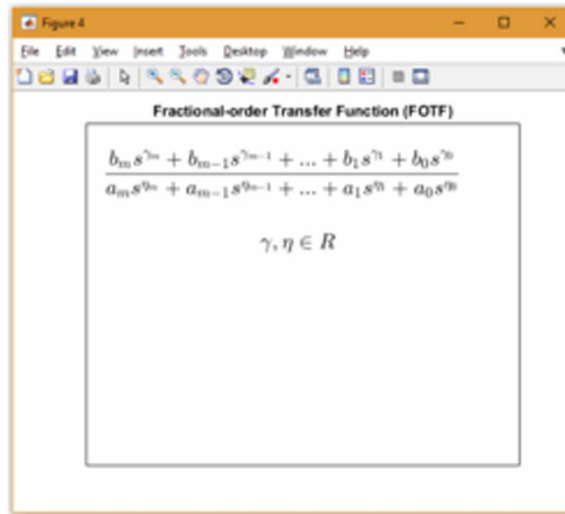 Figure 4
File Edit View Insert Tools Desktop Window Help
Fractional-order Transfer Function (FOTF)
b_m s^{γ_m} + b_{m−1} s^{γ_{m−1}} + ... + b_1 s^{γ_1} + b_0 s^{γ_0}
a_m s^{η_n} + a_{m−1} s^{η_{n−1}} + ... + a_1 s^{η_1} + a_0 s^{η_0}
γ, η ∈ R